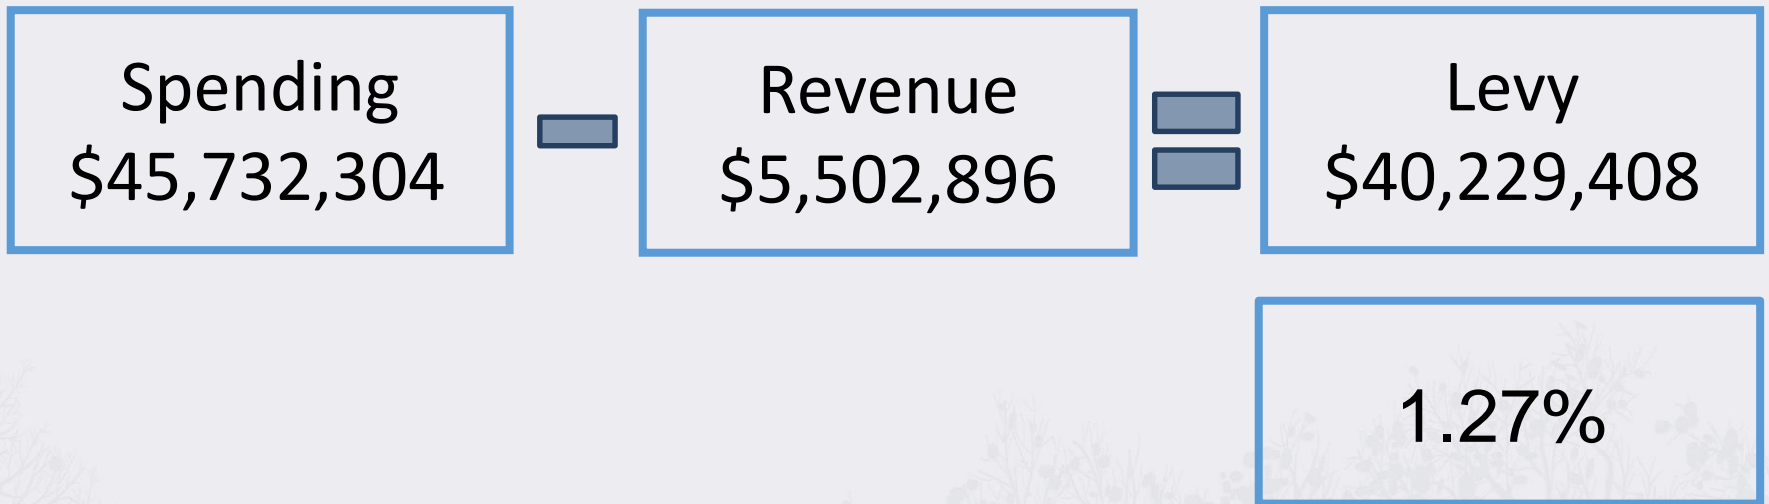 Spending
$45,732,304
Revenue
$5,502,896
Levy
$40,229,408
1.27%